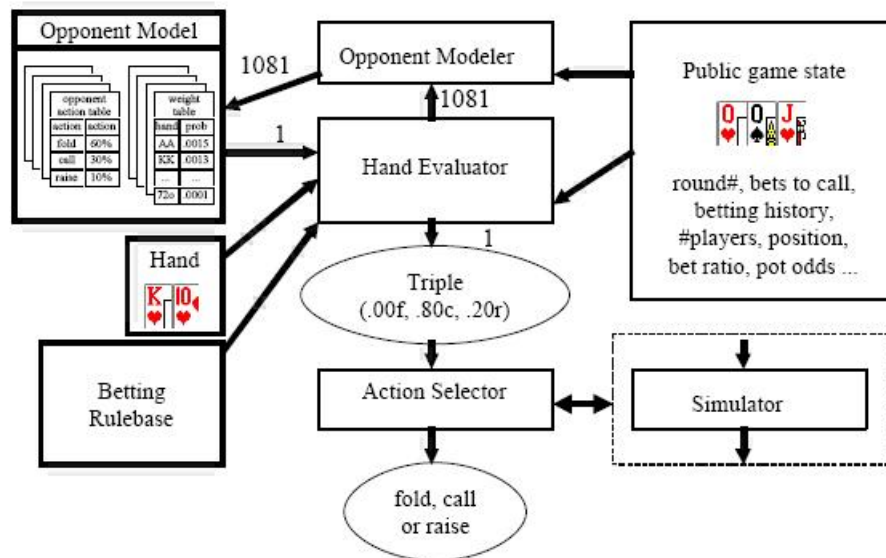 Opponent Model
opponent
action table
action action
fold 60%
call 30%
raise 10%
weight
table
hand prob
AA .0015
KK .0013
... ...
72o .0001
1081
Opponent Modeler
1081
1
Hand Evaluator
Public game state
Q Q J
round#, bets to call,
betting history,
#players, position,
bet ratio, pot odds ...
Hand
K 10
1
Triple
(.00f, .80c, .20r)
Betting
Rulebase
Action Selector
Simulator
fold, call
or raise